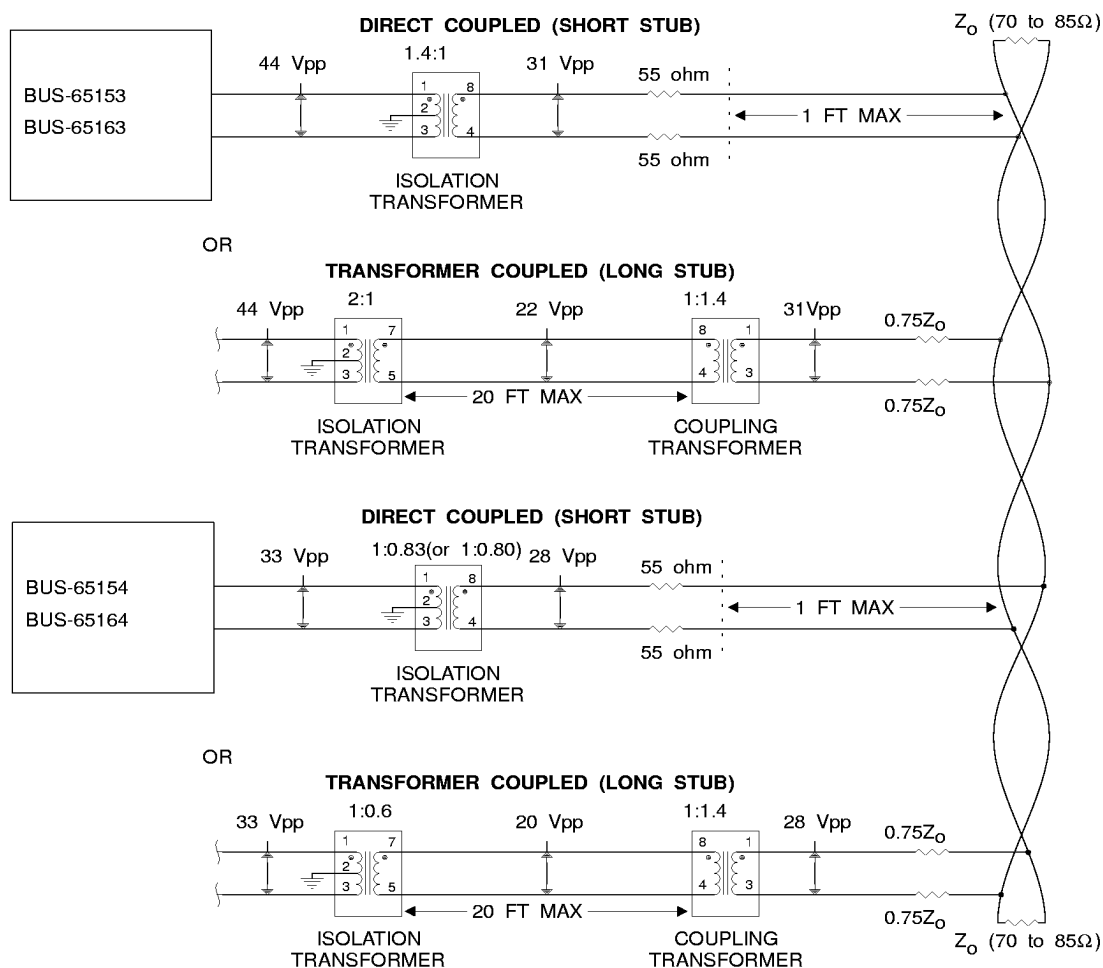 DIRECT COUPLED (SHORT STUB)
Z₀ (70 to 85Ω)
BUS-65153
BUS-65163
44 Vpp
1.4:1
31 Vpp
55 ohm
1 8
2
3 4
1 FT MAX
55 ohm
ISOLATION
TRANSFORMER
OR
TRANSFORMER COUPLED (LONG STUB)
44 Vpp
2:1
22 Vpp
1:1.4
31Vpp
0.75Z₀
1 7
2
3 5
8 1
4 3
20 FT MAX
0.75Z₀
ISOLATION
TRANSFORMER
COUPLING
TRANSFORMER
DIRECT COUPLED (SHORT STUB)
BUS-65154
BUS-65164
33 Vpp
1:0.83(or 1:0.80)
28 Vpp
55 ohm
1 8
2
3 4
1 FT MAX
55 ohm
ISOLATION
TRANSFORMER
OR
TRANSFORMER COUPLED (LONG STUB)
33 Vpp
1:0.6
20 Vpp
1:1.4
28 Vpp
0.75Z₀
1 7
2
3 5
8 1
4 3
20 FT MAX
0.75Z₀
ISOLATION
TRANSFORMER
COUPLING
TRANSFORMER
Z₀ (70 to 85Ω)